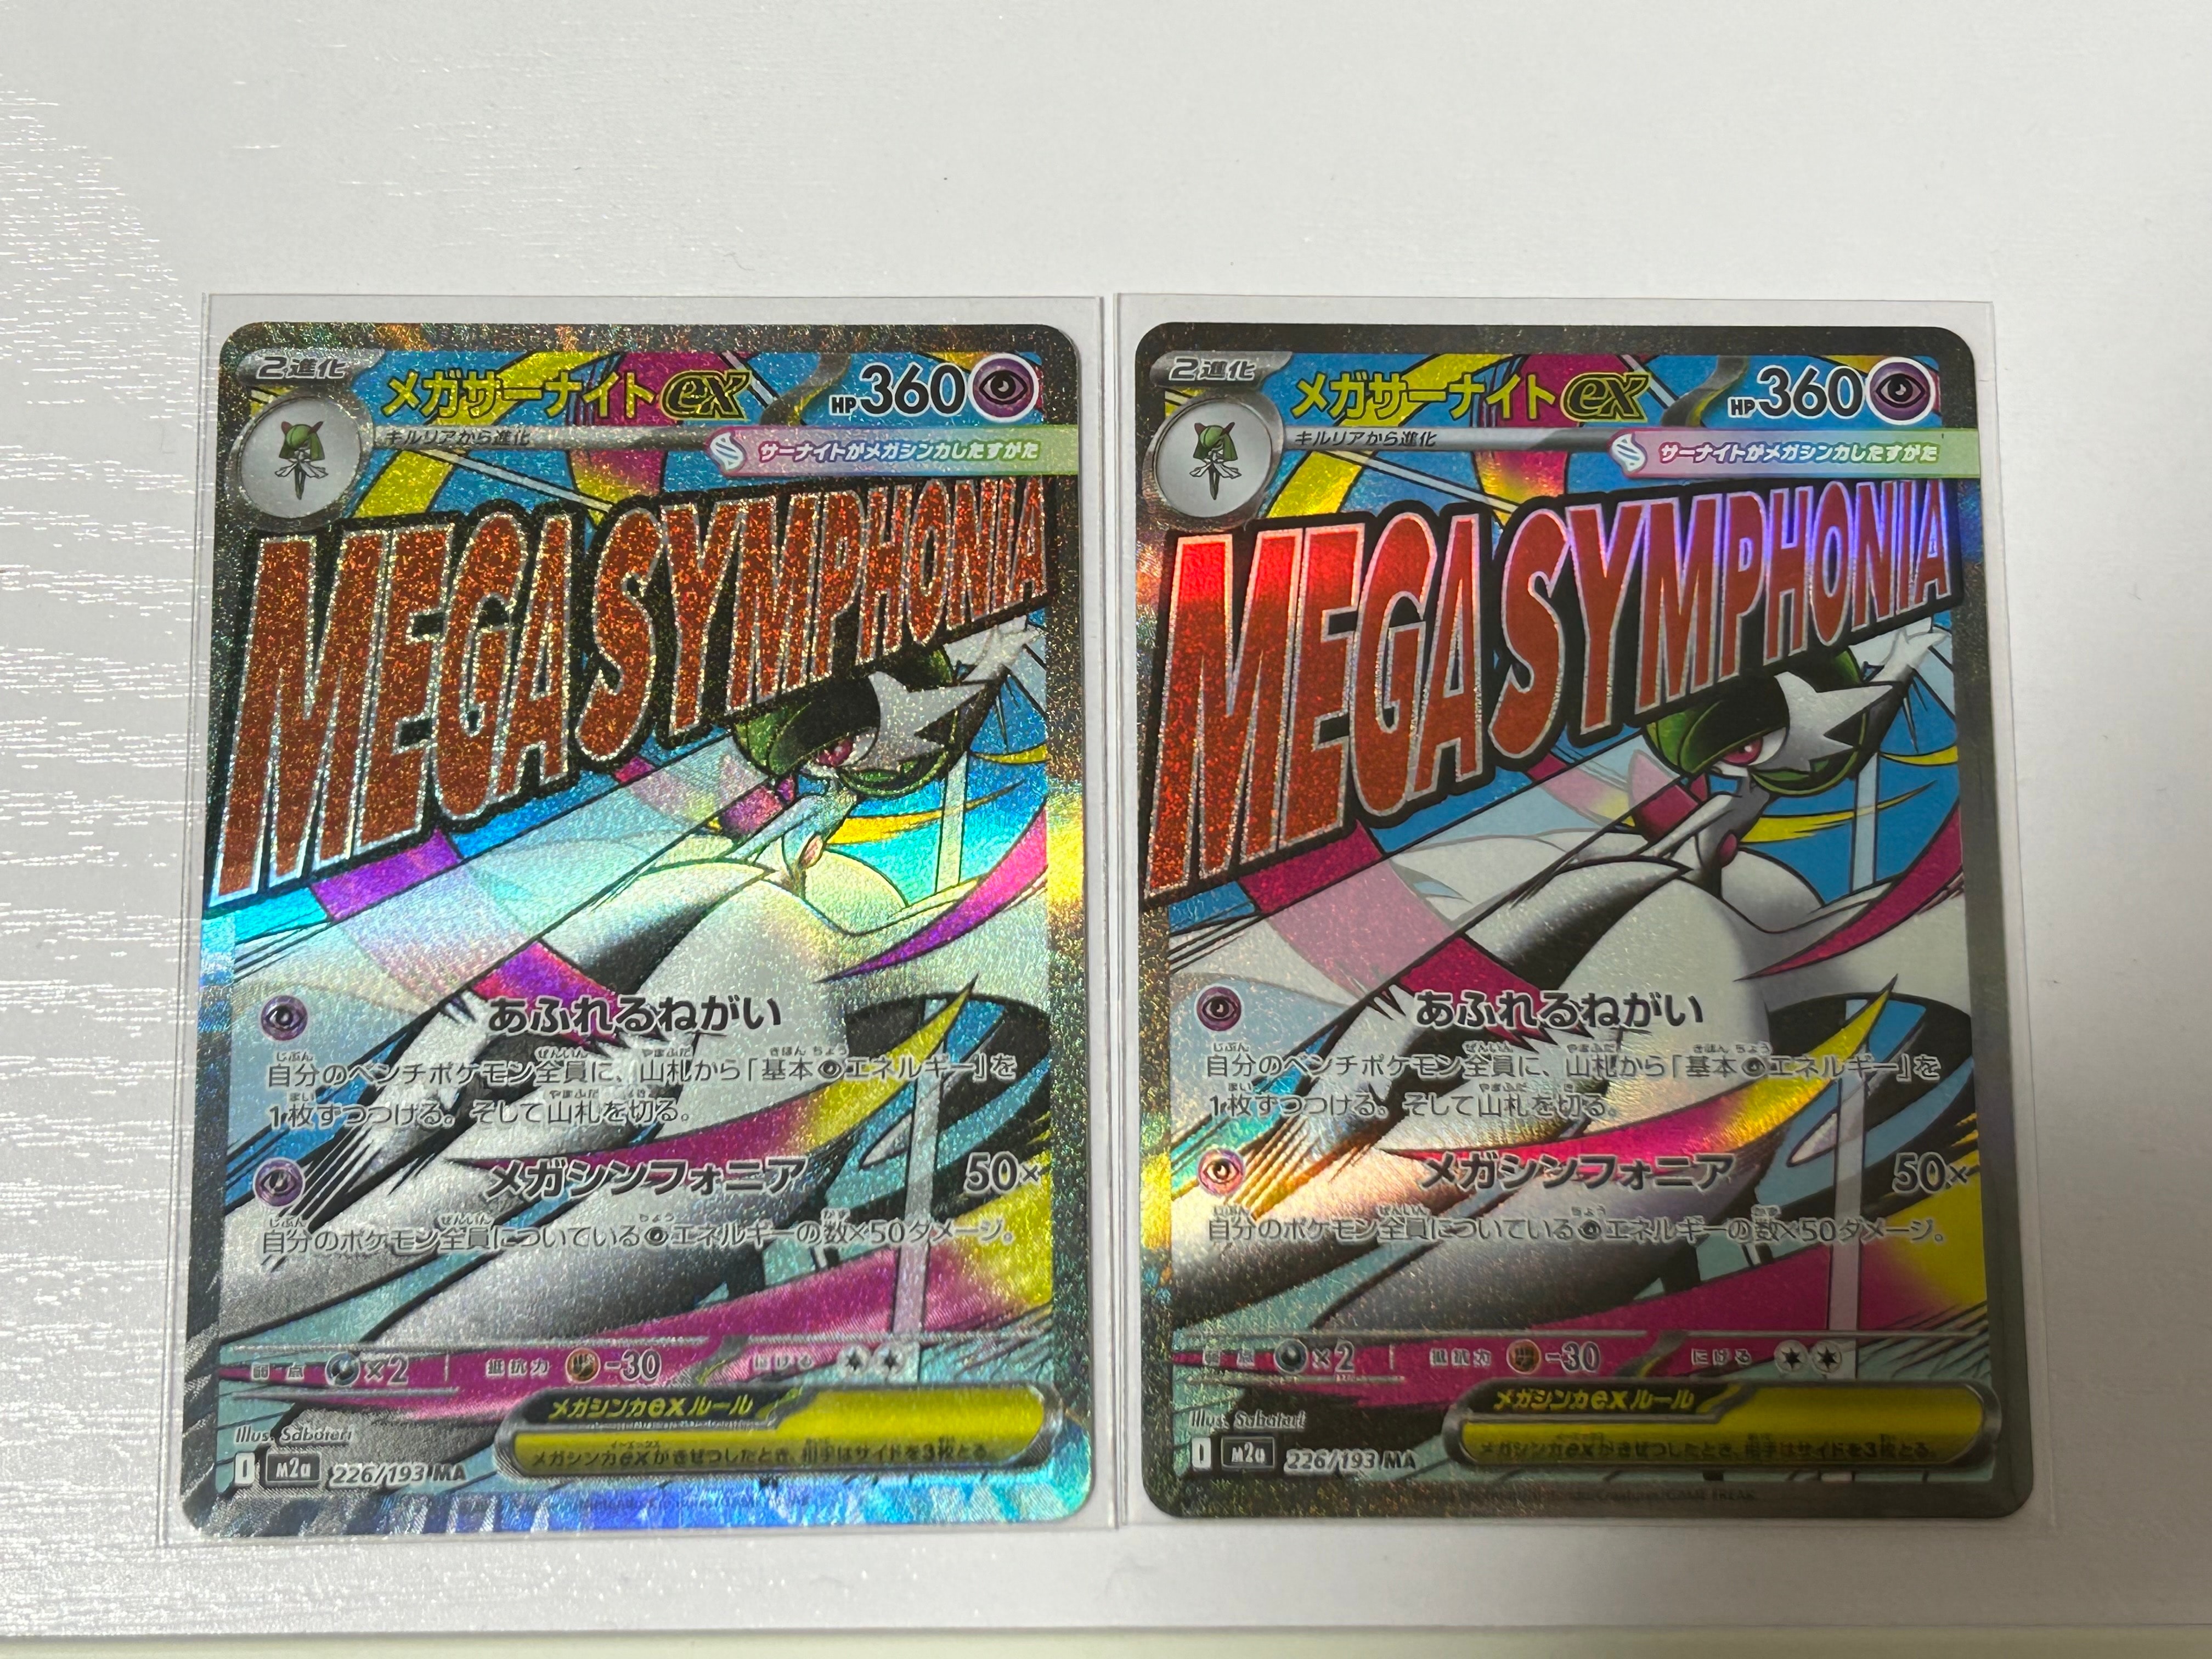 2進化
メガサーナイトex
HP360
キルリアから進化
サーナイトがメガシンカしたすがた
MEGA SYMPHONIA
あふれるねがい
自分のベンチポケモン全員に、山札から「基本エネルギー」を
1枚ずつつける。そして山札を切る。
メガシンフォニア 50×
自分のポケモン全員についているエネルギーの数×50ダメージ。
弱点 ×2 抵抗力 -30 にげる
メガシンカexルール
メガシンカexがきぜつしたとき、相手はサイドを3枚とる。
Illus. Saboteri
I M2a 226/193 MA
2進化
メガサーナイトex
HP360
キルリアから進化
サーナイトがメガシンカしたすがた
MEGA SYMPHONIA
あふれるねがい
自分のベンチポケモン全員に、山札から「基本エネルギー」を
1枚ずつつける。そして山札を切る。
メガシンフォニア 50×
自分のポケモン全員についているエネルギーの数×50ダメージ。
弱点 ×2 抵抗力 -30 にげる
メガシンカexルール
メガシンカexがきぜつしたとき、相手はサイドを3枚とる。
Illus. Saboteri
I M2a 226/193 MA